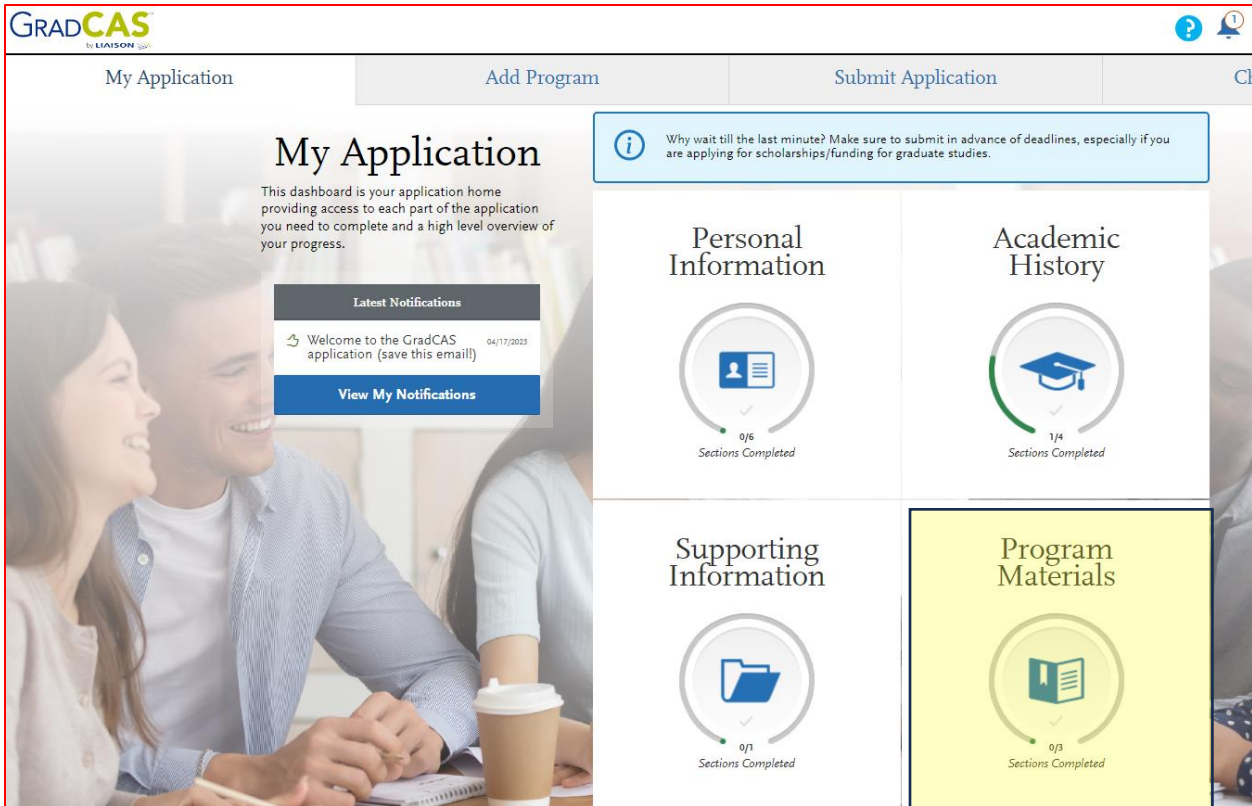 GRADCAS
by LIAISON
?
1
My Application
Add Program
Submit Application
My Application
This dashboard is your application home
providing access to each part of the application
you need to complete and a high level overview of
your progress.
Latest Notifications
Welcome to the GradCAS 04/17/2023
application (save this email!)
View My Notifications
i
Why wait till the last minute? Make sure to submit in advance of deadlines, especially if you
are applying for scholarships/funding for graduate studies.
Personal
Information
0/6
Sections Completed
Academic
History
1/4
Sections Completed
Supporting
Information
0/1
Sections Completed
Program
Materials
0/3
Sections Completed